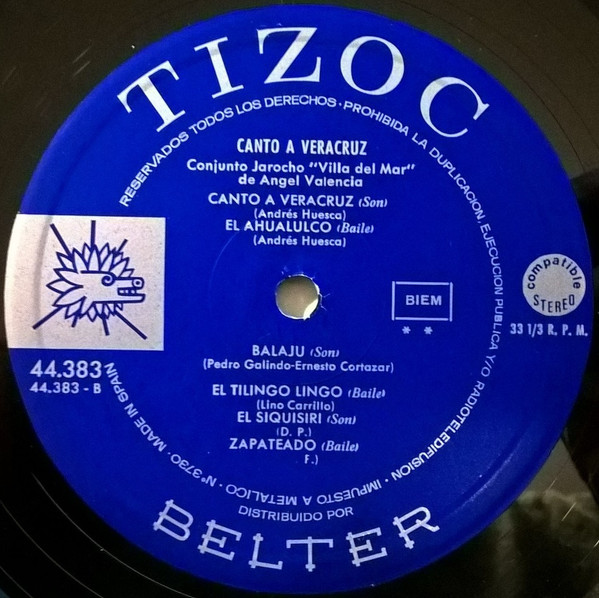 TIZOC
RESERVADOS TODOS LOS DERECHOS · PROHIBIDA LA DUPLICACION EJECUCION PUBLICA Y/O RADIOTELEDIFUSION · IMPUESTO A METALICO · Nº 3730 · MADE IN SPAIN
CANTO A VERACRUZ
Conjunto Jarocho "Villa del Mar"
de Angel Valencia
CANTO A VERACRUZ (Son)
(Andrés Huesca)
EL AHUALULCO (Baile)
(Andrés Huesca)
BIEM
* *
compatible
STEREO
33 1/3 R. P. M.
44.383
44.383 - B
BALAJU (Son)
(Pedro Galindo-Ernesto Cortazar)
EL TILINGO LINGO (Baile)
(Lino Carrillo)
EL SIQUISIRI (Son)
(D. P.)
ZAPATEADO (Baile)
F.)
DISTRIBUIDO POR
BELTER